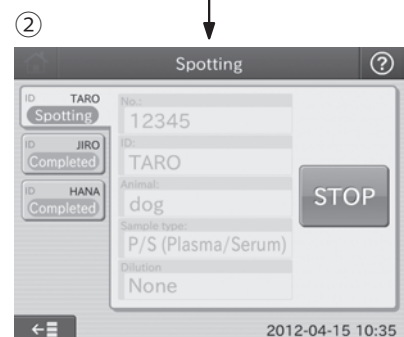 ②
Spotting
?
ID TARO
Spotting
ID JIRO
Completed
ID HANA
Completed
No.:
12345
ID:
TARO
Animal:
dog
Sample type:
P/S (Plasma/Serum)
Dilution
None
STOP
2012-04-15 10:35